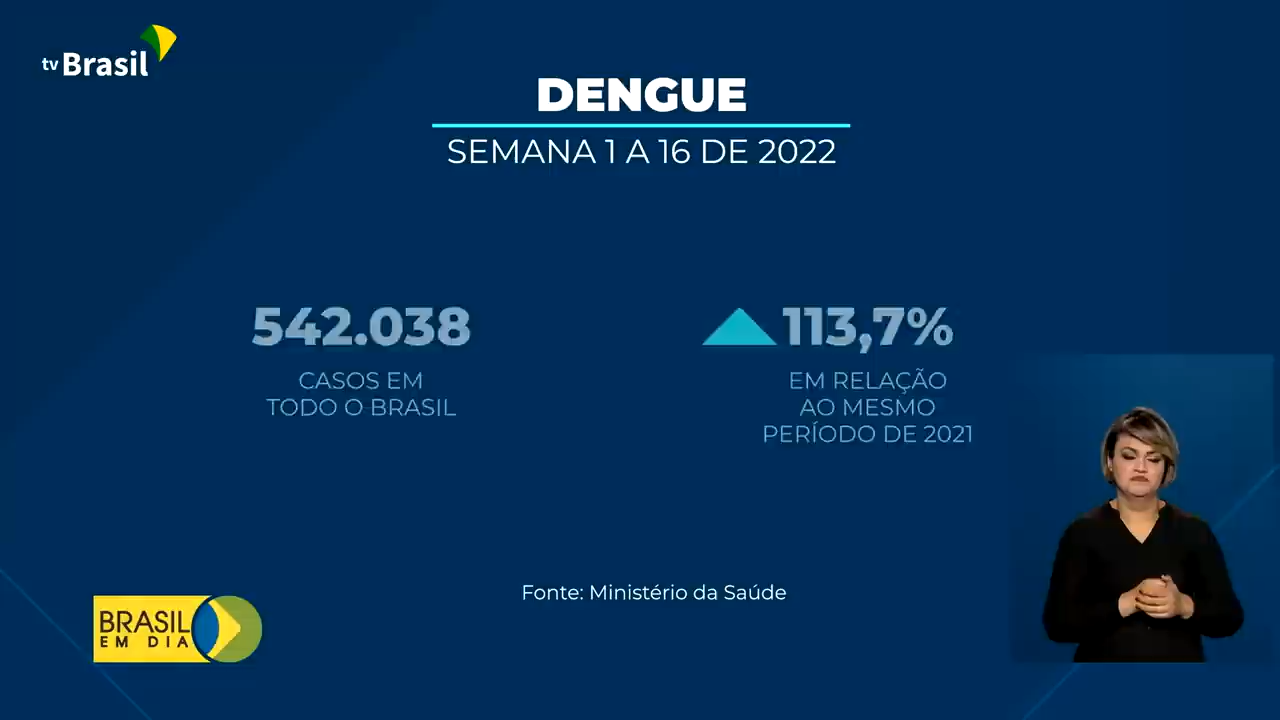 tv Brasil
DENGUE
SEMANA 1 A 16 DE 2022
542.038
CASOS EM
TODO O BRASIL
113,7%
EM RELAÇÃO
AO MESMO
PERÍODO DE 2021
Fonte: Ministério da Saúde
BRASIL
EM DIA